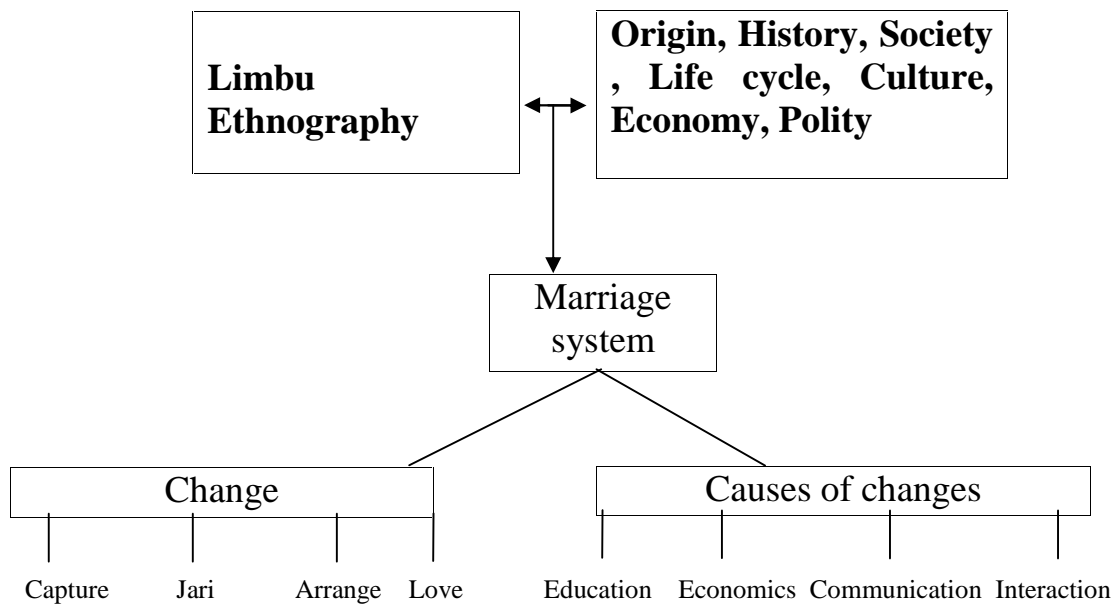 Limbu
Ethnography
Origin, History, Society
, Life cycle, Culture,
Economy, Polity
Marriage
system
Change
Causes of changes
Capture Jari Arrange Love Education Economics Communication Interaction